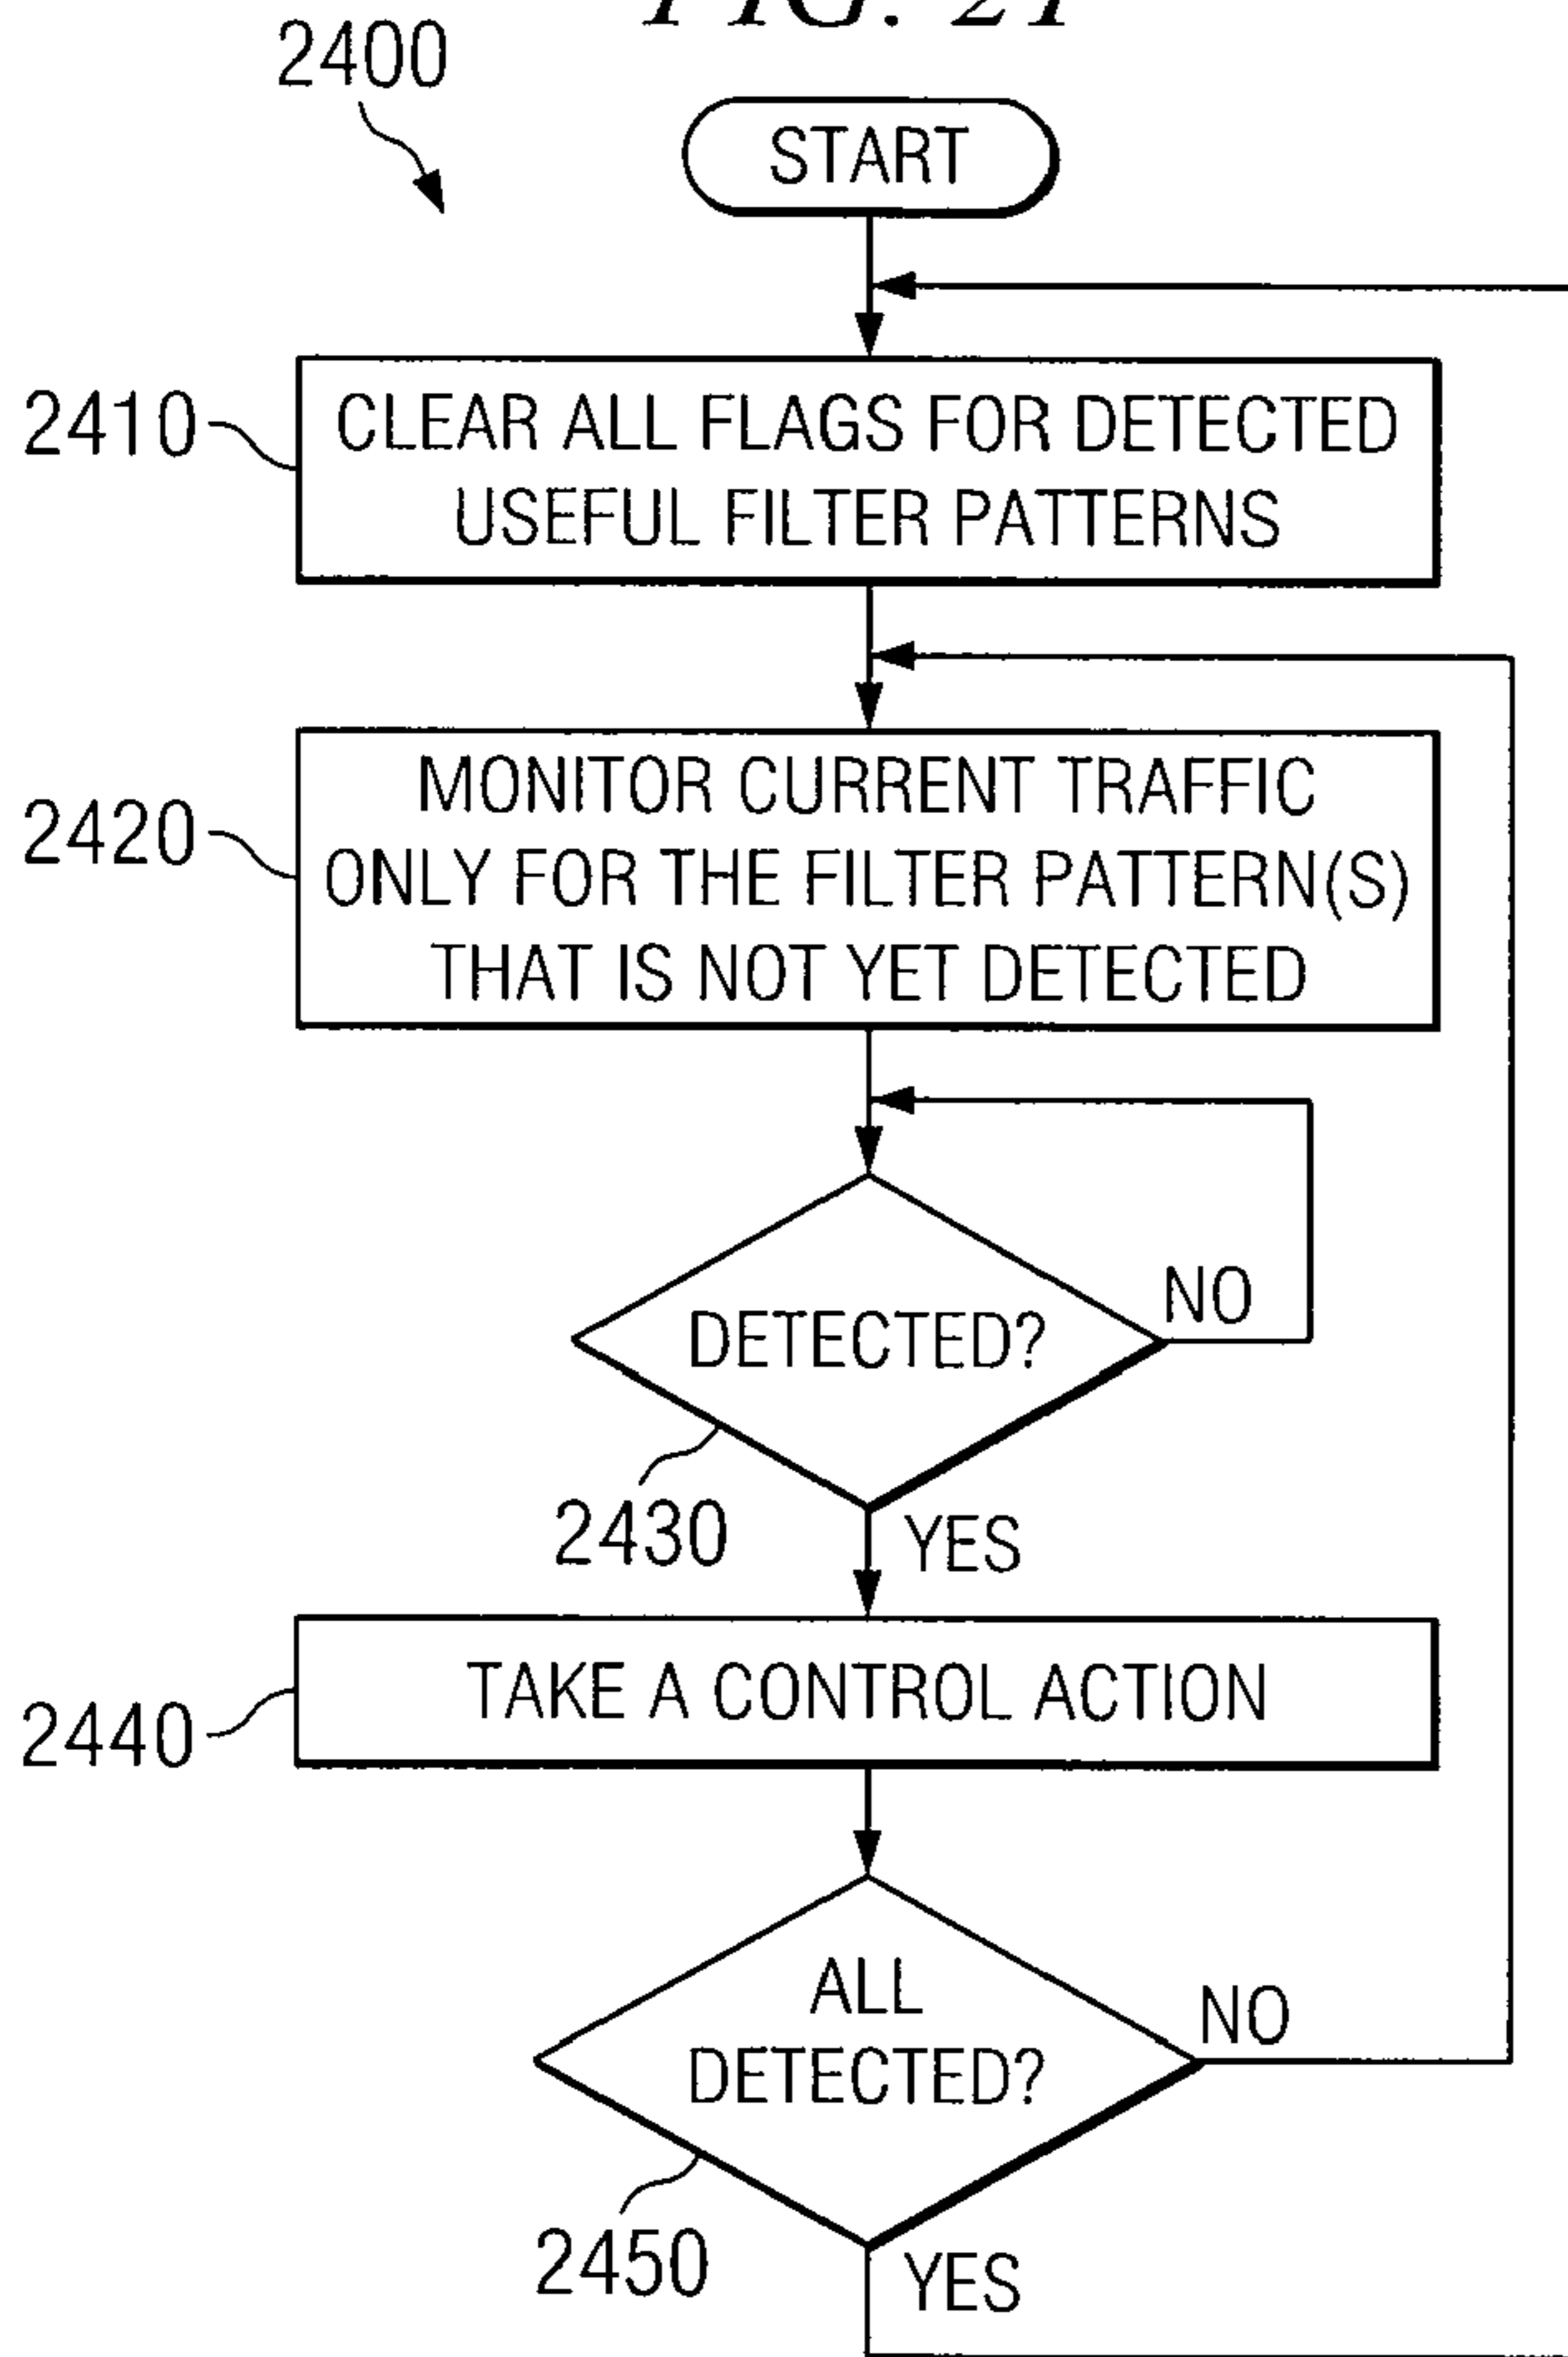 2400
START
2410
CLEAR ALL FLAGS FOR DETECTED
USEFUL FILTER PATTERNS
2420
MONITOR CURRENT TRAFFIC
ONLY FOR THE FILTER PATTERN(S)
THAT IS NOT YET DETECTED
DETECTED?
NO
2430
YES
2440
TAKE A CONTROL ACTION
ALL
DETECTED?
NO
2450
YES